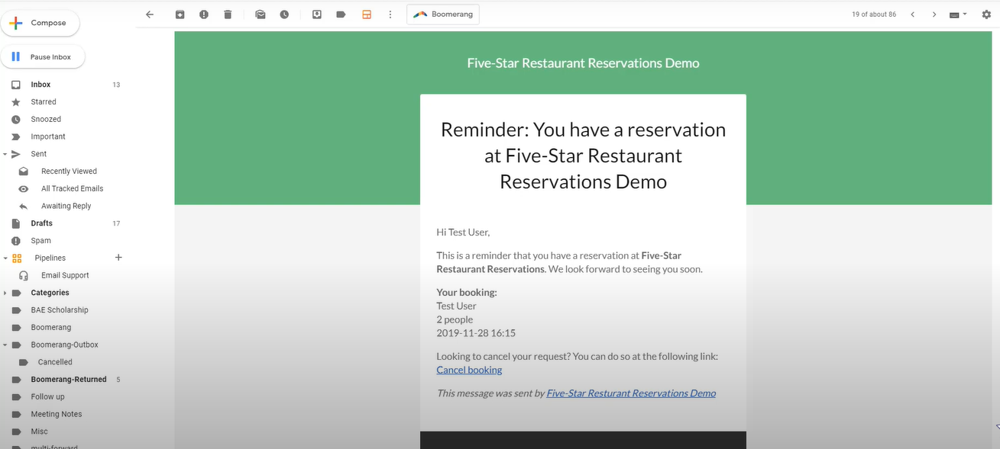 Compose
Boomerang
19 of about 86
Pause Inbox
Inbox 13
Starred
Snoozed
Important
Sent
Recently Viewed
All Tracked Emails
Awaiting Reply
Drafts 17
Spam
Pipelines
Email Support
Categories
BAE Scholarship
Boomerang
Boomerang-Outbox
Cancelled
Boomerang-Returned 5
Follow up
Meeting Notes
Misc
multi-forward
Five-Star Restaurant Reservations Demo
Reminder: You have a reservation
at Five-Star Restaurant
Reservations Demo
Hi Test User,
This is a reminder that you have a reservation at Five-Star
Restaurant Reservations. We look forward to seeing you soon.
Your booking:
Test User
2 people
2019-11-28 16:15
Looking to cancel your request? You can do so at the following link:
Cancel booking
This message was sent by Five-Star Resturant Reservations Demo